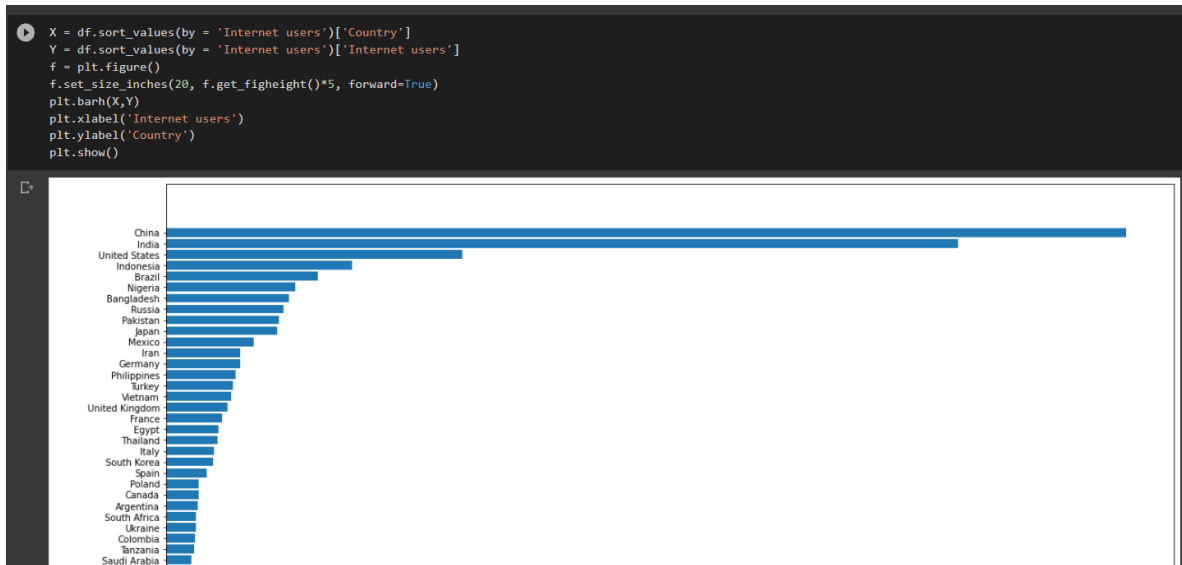 X = df.sort_values(by = 'Internet users')['Country']
Y = df.sort_values(by = 'Internet users')['Internet users']
f = plt.figure()
f.set_size_inches(20, f.get_figheight()*5, forward=True)
plt.barh(X,Y)
plt.xlabel('Internet users')
plt.ylabel('Country')
plt.show()
China
India
United States
Indonesia
Brazil
Nigeria
Bangladesh
Russia
Pakistan
Japan
Mexico
Iran
Germany
Philippines
Turkey
Vietnam
United Kingdom
France
Egypt
Thailand
Italy
South Korea
Spain
Poland
Canada
Argentina
South Africa
Ukraine
Colombia
Tanzania
Saudi Arabia